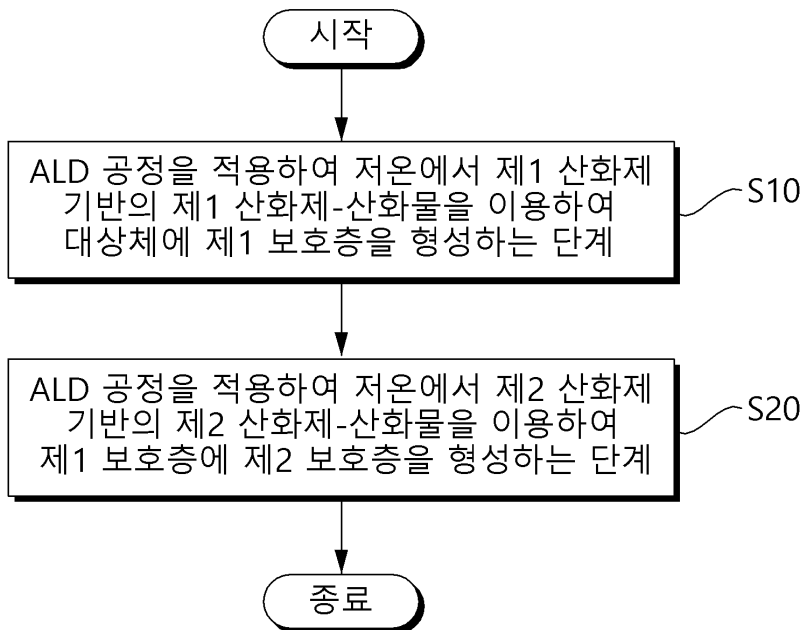 시작
ALD 공정을 적용하여 저온에서 제1 산화제
기반의 제1 산화제-산화물을 이용하여
대상체에 제1 보호층을 형성하는 단계
S10
ALD 공정을 적용하여 저온에서 제2 산화제
기반의 제2 산화제-산화물을 이용하여
제1 보호층에 제2 보호층을 형성하는 단계
S20
종료